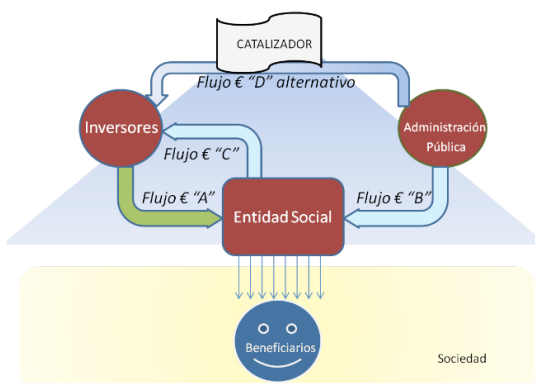 CATALIZADOR
Flujo € “D” alternativo
Inversores
Administración
Pública
Flujo € “C”
Flujo € “A”
Entidad Social
Flujo € “B”
Beneficiarios
Sociedad